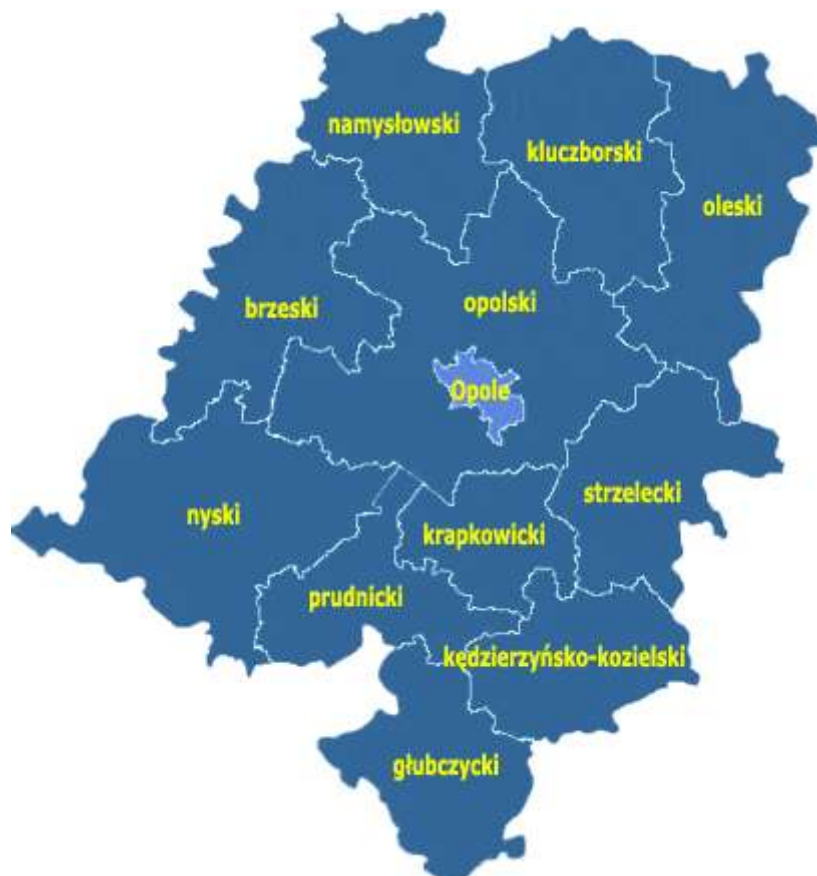 namysłowski
kluczborski
oleski
brzeski
opolski
Opole
strzelecki
nyski
krapkowicki
prudnicki
kędzierzyńsko-kozielski
głubczycki